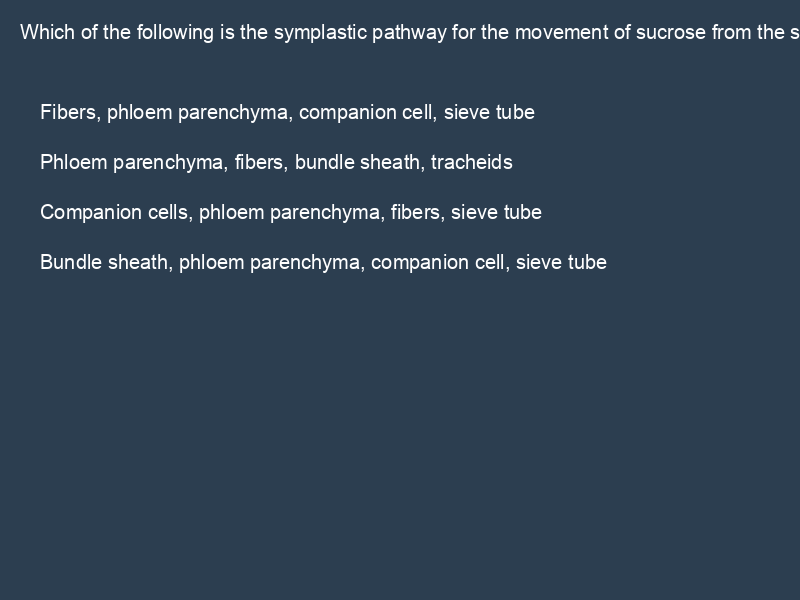 Which of the following is the symplastic pathway for the movement of sucrose from the s
Fibers, phloem parenchyma, companion cell, sieve tube
Phloem parenchyma, fibers, bundle sheath, tracheids
Companion cells, phloem parenchyma, fibers, sieve tube
Bundle sheath, phloem parenchyma, companion cell, sieve tube